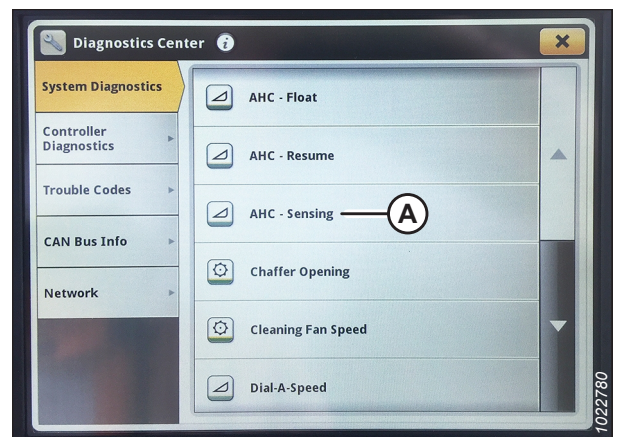 Diagnostics Center
System Diagnostics
Controller
Diagnostics
Trouble Codes
CAN Bus Info
Network
AHC - Float
AHC - Resume
AHC - Sensing
A
Chaffer Opening
Cleaning Fan Speed
Dial-A-Speed
1022780